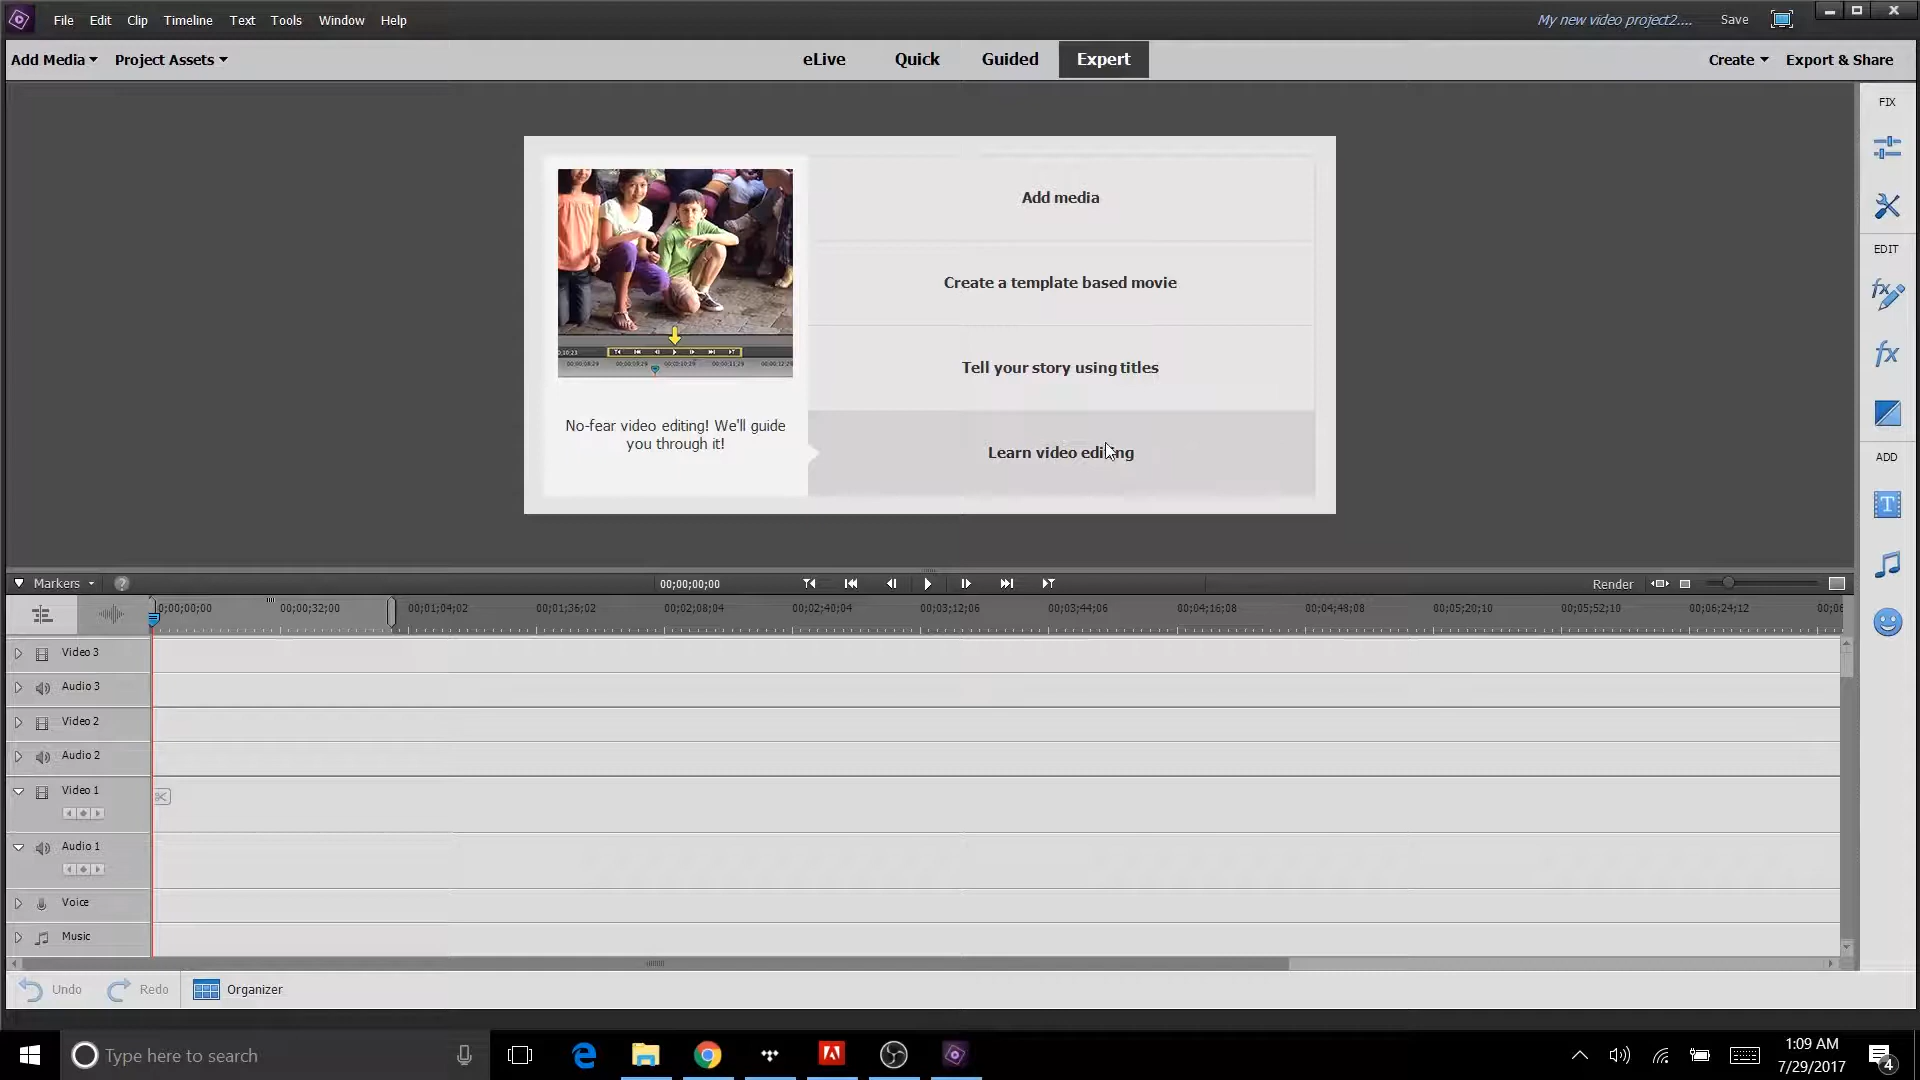 File Edit Clip Timeline Text Tools Window Help
My new video project2.... Save
Add Media Project Assets
eLive Quick Guided Expert
Create Export & Share
FIX
EDIT
ADD
Add media
Create a template based movie
Tell your story using titles
Learn video editing
No-fear video editing! We'll guide
you through it!
Markers
00;00;00;00
Render
0;00;00;00 00;00;32;00 00;01;04;02 00;01;36;02 00;02;08;04 00;02;40;04 00;03;12;06 00;03;44;06 00;04;16;08 00;04;48;08 00;05;20;10 00;05;52;10 00;06;24;12 00;06
Video 3
Audio 3
Video 2
Audio 2
Video 1
Audio 1
Voice
Music
Undo Redo Organizer
Type here to search
1:09 AM
7/29/2017
4